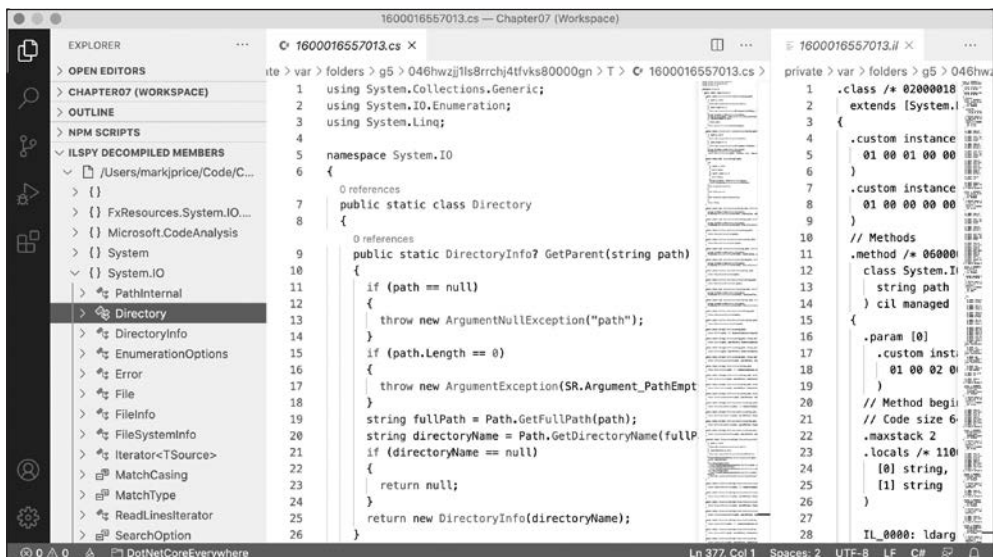 1600016557013.cs — Chapter07 (Workspace)
EXPLORER ...
> OPEN EDITORS
> CHAPTER07 (WORKSPACE)
> OUTLINE
> NPM SCRIPTS
ILSPY DECOMPILED MEMBERS
/Users/markjprice/Code/C...
> { }
> { } FxResources.System.IO....
> { } Microsoft.CodeAnalysis
> { } System
{ } System.IO
> PathInternal
> Directory
> DirectoryInfo
> EnumerationOptions
> Error
> File
> FileInfo
> FileSystemInfo
> Iterator<TSource>
> MatchCasing
> MatchType
> ReadLinesIterator
> SearchOption
1600016557013.cs ×
...
ate > var > folders > g5 > 046hwzjj1ls8rrchj4tfvks80000gn > T > 1600016557013.cs >
1 using System.Collections.Generic;
2 using System.IO.Enumeration;
3 using System.Linq;
4
5 namespace System.IO
6 {
0 references
7 public static class Directory
8 {
0 references
9 public static DirectoryInfo? GetParent(string path)
10 {
11 if (path == null)
12 {
13 throw new ArgumentNullException("path");
14 }
15 if (path.Length == 0)
16 {
17 throw new ArgumentException(SR.Argument_PathEmpt
18 }
19 string fullPath = Path.GetFullPath(path);
20 string directoryName = Path.GetDirectoryName(fullP
21 if (directoryName == null)
22 {
23 return null;
24 }
25 return new DirectoryInfo(directoryName);
26 }
1600016557013.il ×
...
private > var > folders > g5 > 046hwz
1 .class /* 02000018
2 extends [System.
3 {
4 .custom instance
5 01 00 01 00 00
6 )
7 .custom instance
8 01 00 00 00 00
9 )
10 // Methods
11 .method /* 06000
12 class System.I
13 string path
14 ) cil managed
15 {
16 .param [0]
17 .custom inst
18 01 00 02 0
19 )
20 // Method begi
21 // Code size 6
22 .maxstack 2
23 .locals /* 110
24 [0] string,
25 [1] string
26 )
27
28 IL_0000: ldarg
0 0 DotNetCoreEverywhere
Ln 377, Col 1 Spaces: 2 UTF-8 LF C#